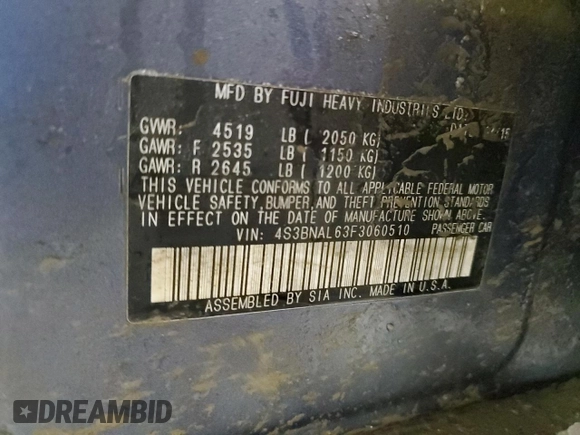 MFD BY FUJI HEAVY INDUSTRIES LTD.
GVWR: 4519 LB ( 2050 KG)
GAWR: F 2535 LB ( 1150 KG)
GAWR: R 2645 LB ( 1200 KG)
THIS VEHICLE CONFORMS TO ALL APPLICABLE FEDERAL MOTOR
VEHICLE SAFETY, BUMPER, AND THEFT PREVENTION STANDARDS
IN EFFECT ON THE DATE OF MANUFACTURE SHOWN ABOVE.
VIN: 4S3BNAL63F3060510 PASSENGER CAR
ASSEMBLED BY SIA INC. MADE IN U.S.A.
DREAMBID